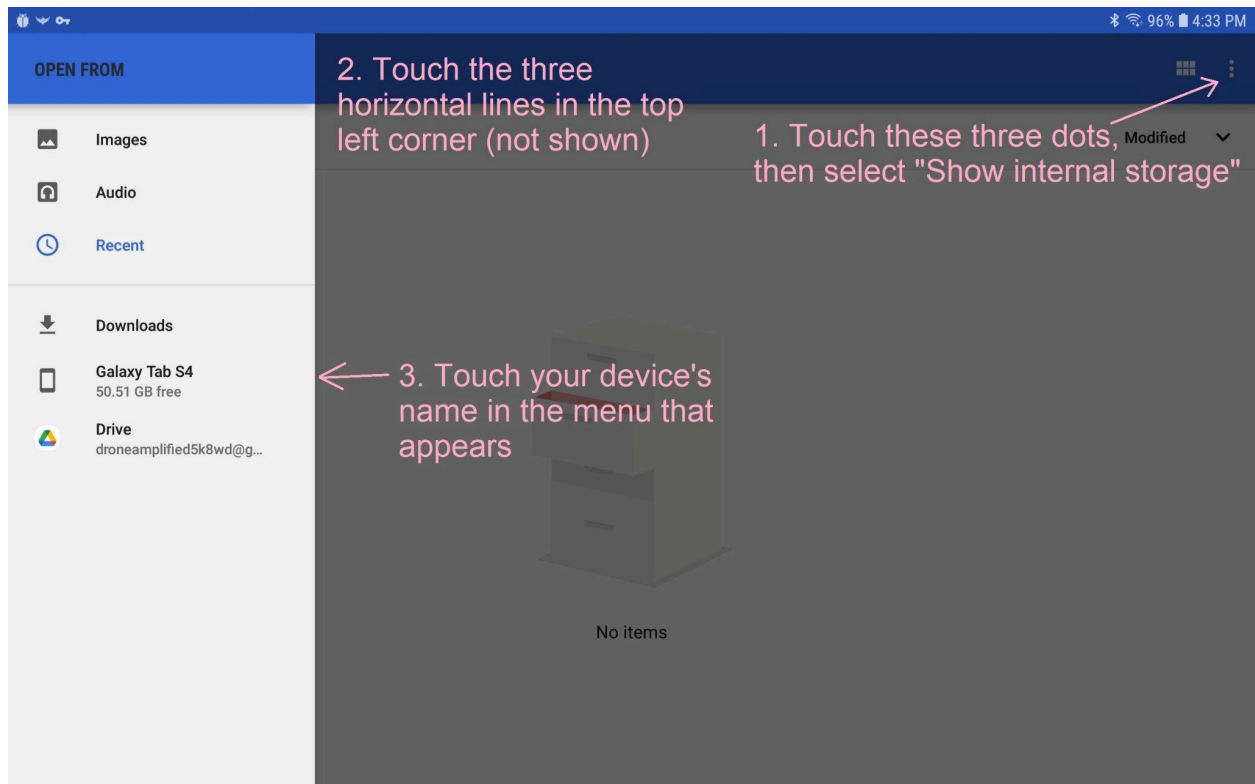 96% 4:33 PM
OPEN FROM
Images
Audio
Recent
Downloads
Galaxy Tab S4
50.51 GB free
Drive
droneamplified5k8wd@g...
2. Touch the three
horizontal lines in the top
left corner (not shown)
1. Touch these three dots,
then select "Show internal storage"
Modified
3. Touch your device's
name in the menu that
appears
No items